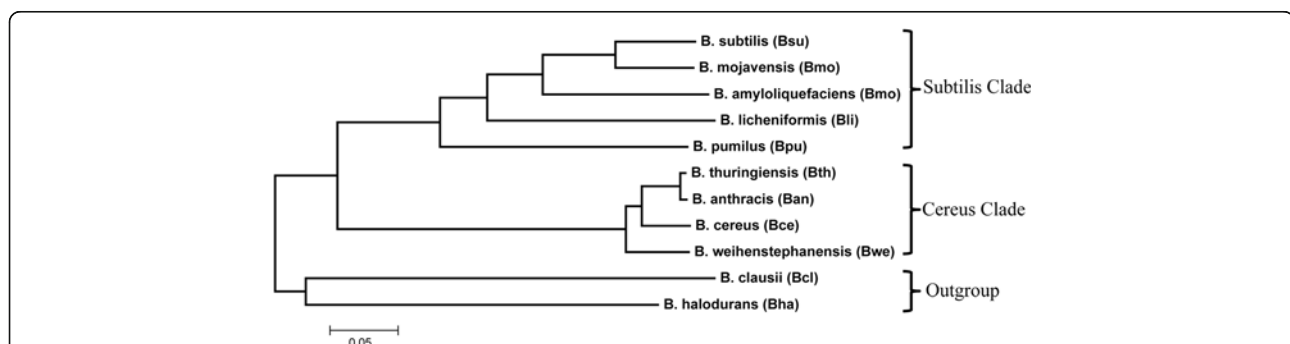 B. subtilis (Bsu)
B. mojavensis (Bmo)
B. amyloliquefaciens (Bmo)
B. licheniformis (Bli)
B. pumilus (Bpu)
Subtilis Clade
B. thuringiensis (Bth)
B. anthracis (Ban)
B. cereus (Bce)
B. weihenstephanensis (Bwe)
Cereus Clade
B. clausii (Bcl)
B. halodurans (Bha)
Outgroup
0.05